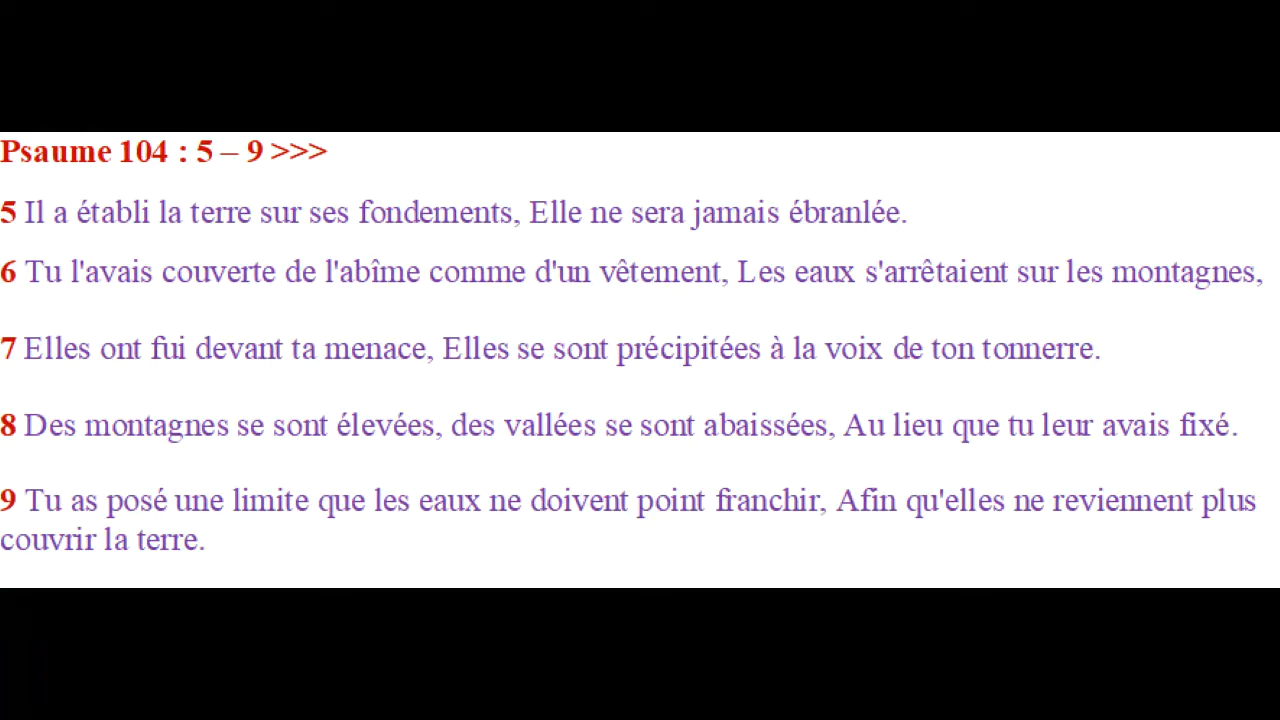 Psaume 104 : 5 – 9 >>>
5 Il a établi la terre sur ses fondements, Elle ne sera jamais ébranlée.
6 Tu l'avais couverte de l'abîme comme d'un vêtement, Les eaux s'arrêtaient sur les montagnes,
7 Elles ont fui devant ta menace, Elles se sont précipitées à la voix de ton tonnerre.
8 Des montagnes se sont élevées, des vallées se sont abaissées, Au lieu que tu leur avais fixé.
9 Tu as posé une limite que les eaux ne doivent point franchir, Afin qu'elles ne reviennent plus
couvrir la terre.